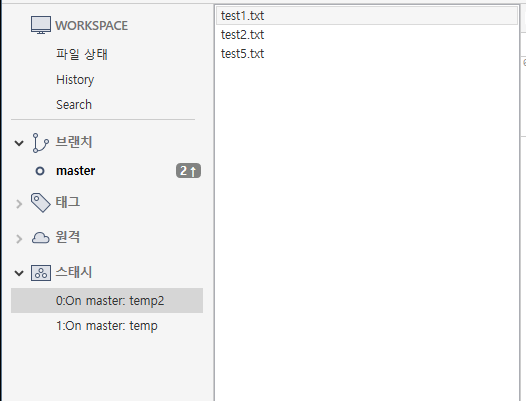 WORKSPACE
파일 상태
History
Search
브랜치
master 2↑
태그
원격
스태시
0:On master: temp2
1:On master: temp
test1.txt
test2.txt
test5.txt